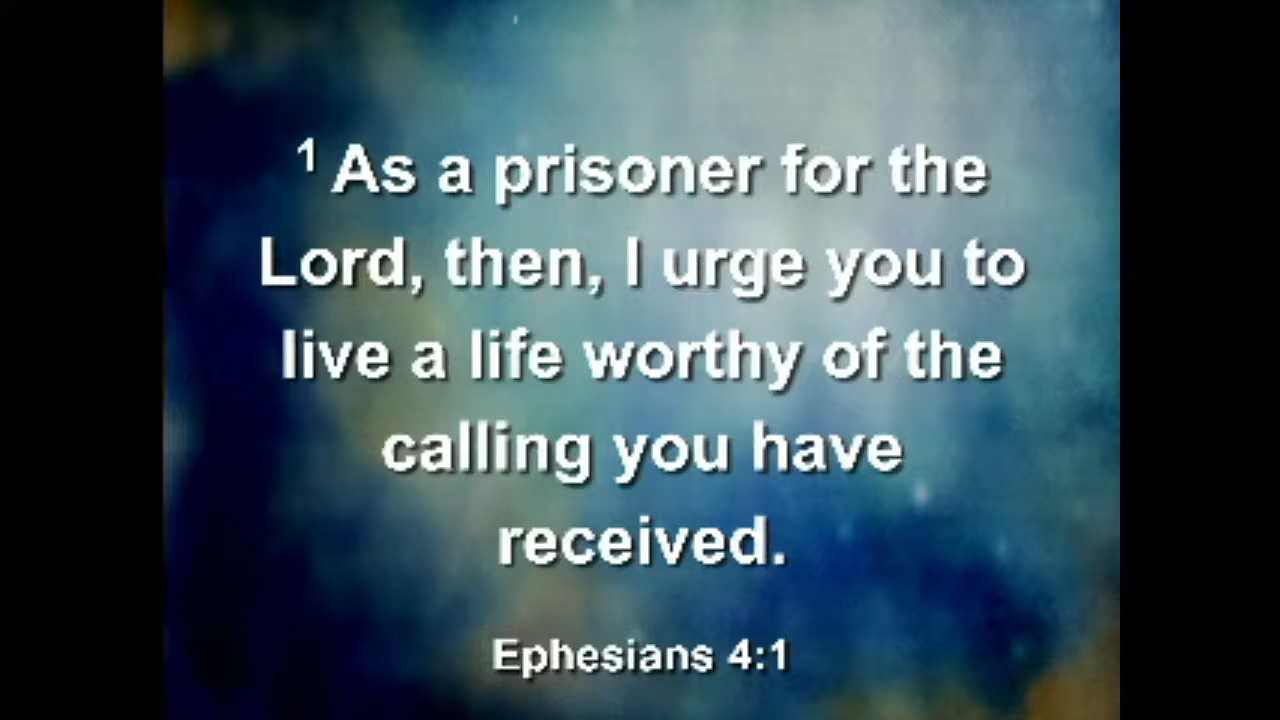 1 As a prisoner for the
Lord, then, I urge you to
live a life worthy of the
calling you have
received.
Ephesians 4:1